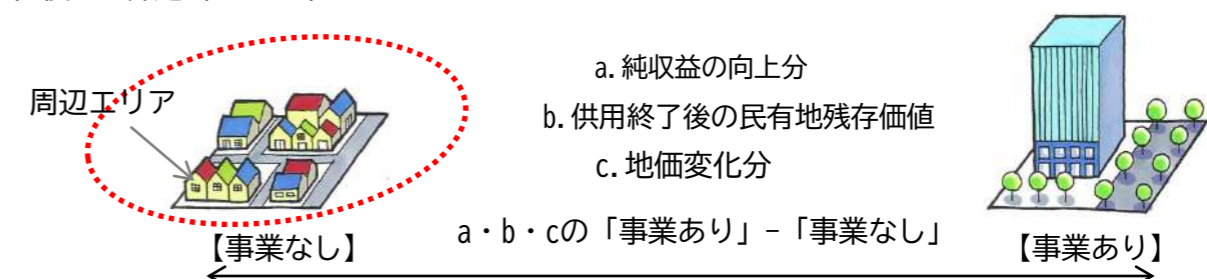 周辺エリア
a. 純収益の向上分
b. 供用終了後の民有地残存価値
c. 地価変化分
a・b・cの「事業あり」-「事業なし」
【事業なし】
【事業あり】